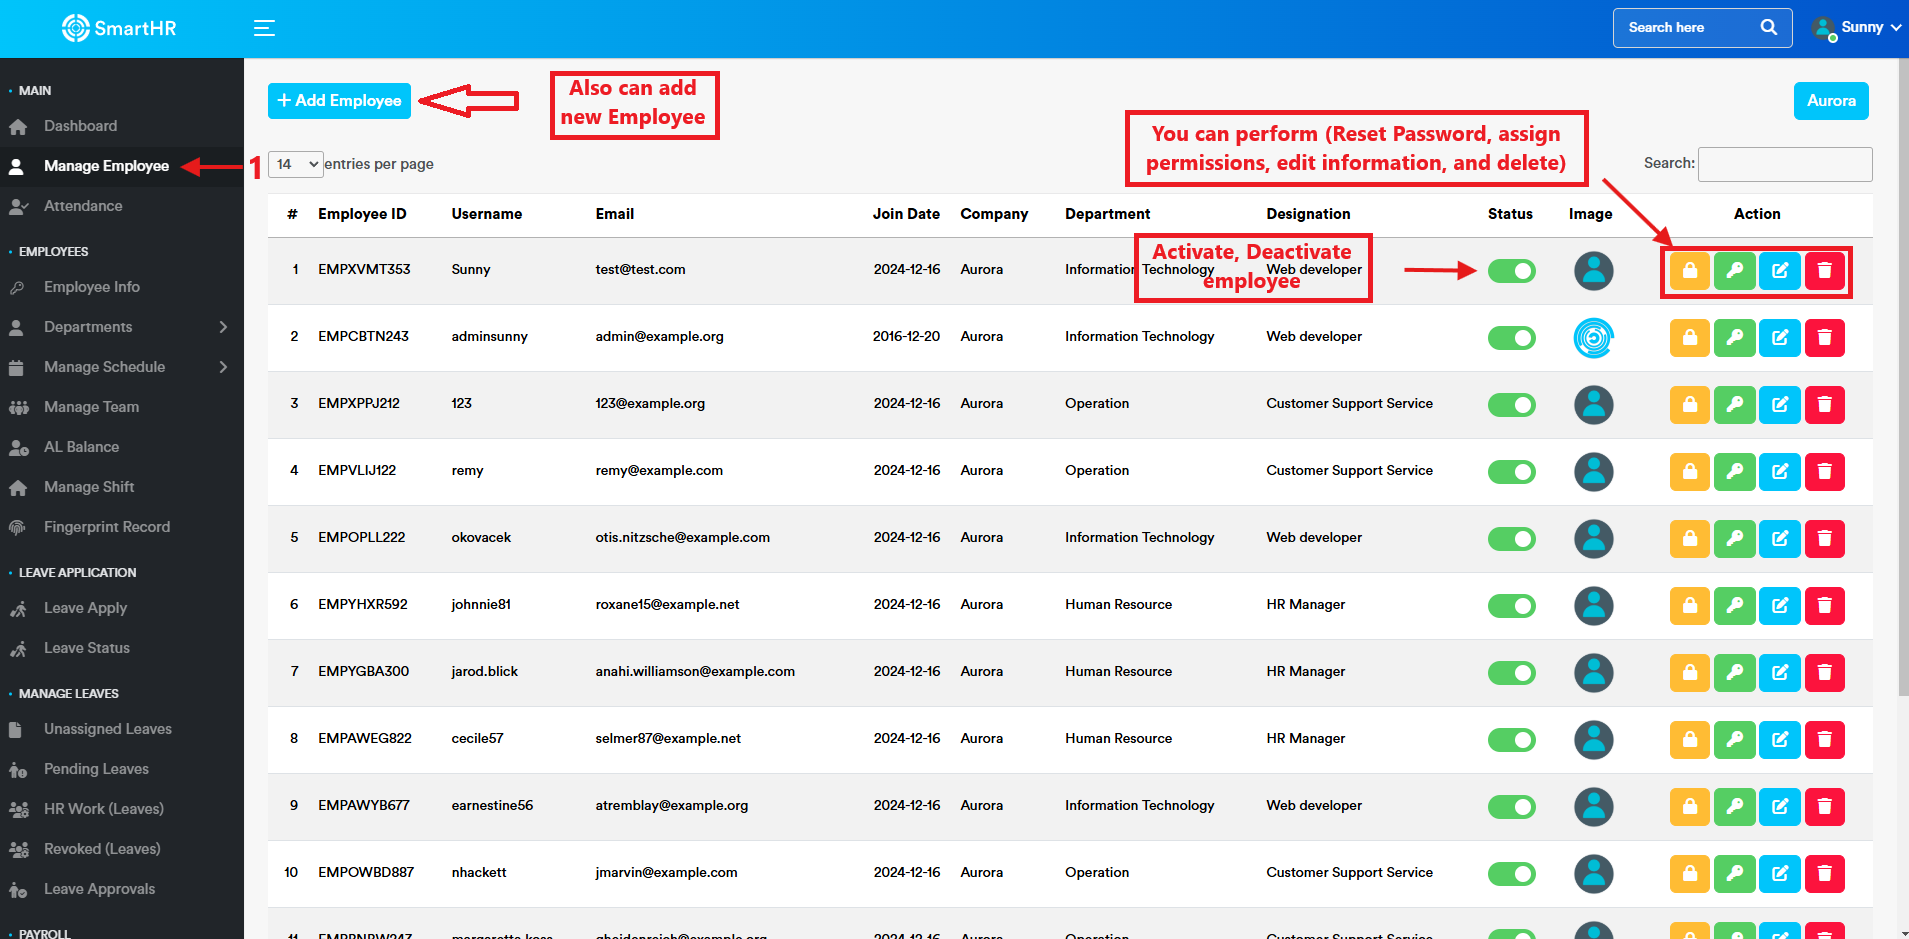 SmartHR
Search here
Sunny
MAIN
Dashboard
Manage Employee
Attendance
EMPLOYEES
Employee Info
Departments
Manage Schedule
Manage Team
AL Balance
Manage Shift
Fingerprint Record
LEAVE APPLICATION
Leave Apply
Leave Status
MANAGE LEAVES
Unassigned Leaves
Pending Leaves
HR Work (Leaves)
Revoked (Leaves)
Leave Approvals
PAYROLL
1
+ Add Employee
Also can add
new Employee
Aurora
You can perform (Reset Password, assign
permissions, edit information, and delete)
14 entries per page
Search:
# Employee ID Username Email Join Date Company Department Designation Status Image Action
Activate, Deactivate
employee
1 EMPXVMT353 Sunny test@test.com 2024-12-16 Aurora Information Technology Web developer
2 EMPCBTN243 adminsunny admin@example.org 2016-12-20 Aurora Information Technology Web developer
3 EMPXPPJ212 123 123@example.org 2024-12-16 Aurora Operation Customer Support Service
4 EMPVLIJ122 remy remy@example.com 2024-12-16 Aurora Operation Customer Support Service
5 EMPOPLL222 okovacek otis.nitzsche@example.com 2024-12-16 Aurora Information Technology Web developer
6 EMPYHXR592 johnnie81 roxane15@example.net 2024-12-16 Aurora Human Resource HR Manager
7 EMPYGBA300 jarod.blick anahi.williamson@example.com 2024-12-16 Aurora Human Resource HR Manager
8 EMPAWEG822 cecile57 selmer87@example.net 2024-12-16 Aurora Human Resource HR Manager
9 EMPAWYB677 earnestine56 atremblay@example.org 2024-12-16 Aurora Information Technology Web developer
10 EMPOWBD887 nhackett jmarvin@example.com 2024-12-16 Aurora Operation Customer Support Service
11 2024-12-16 Aurora Operation Customer Support Service